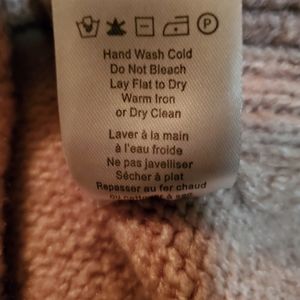 P
Hand Wash Cold
Do Not Bleach
Lay Flat to Dry
Warm Iron
or Dry Clean
Laver à la main
à l'eau froide
Ne pas javelliser
Sécher à plat
Repasser au fer chaud
ou